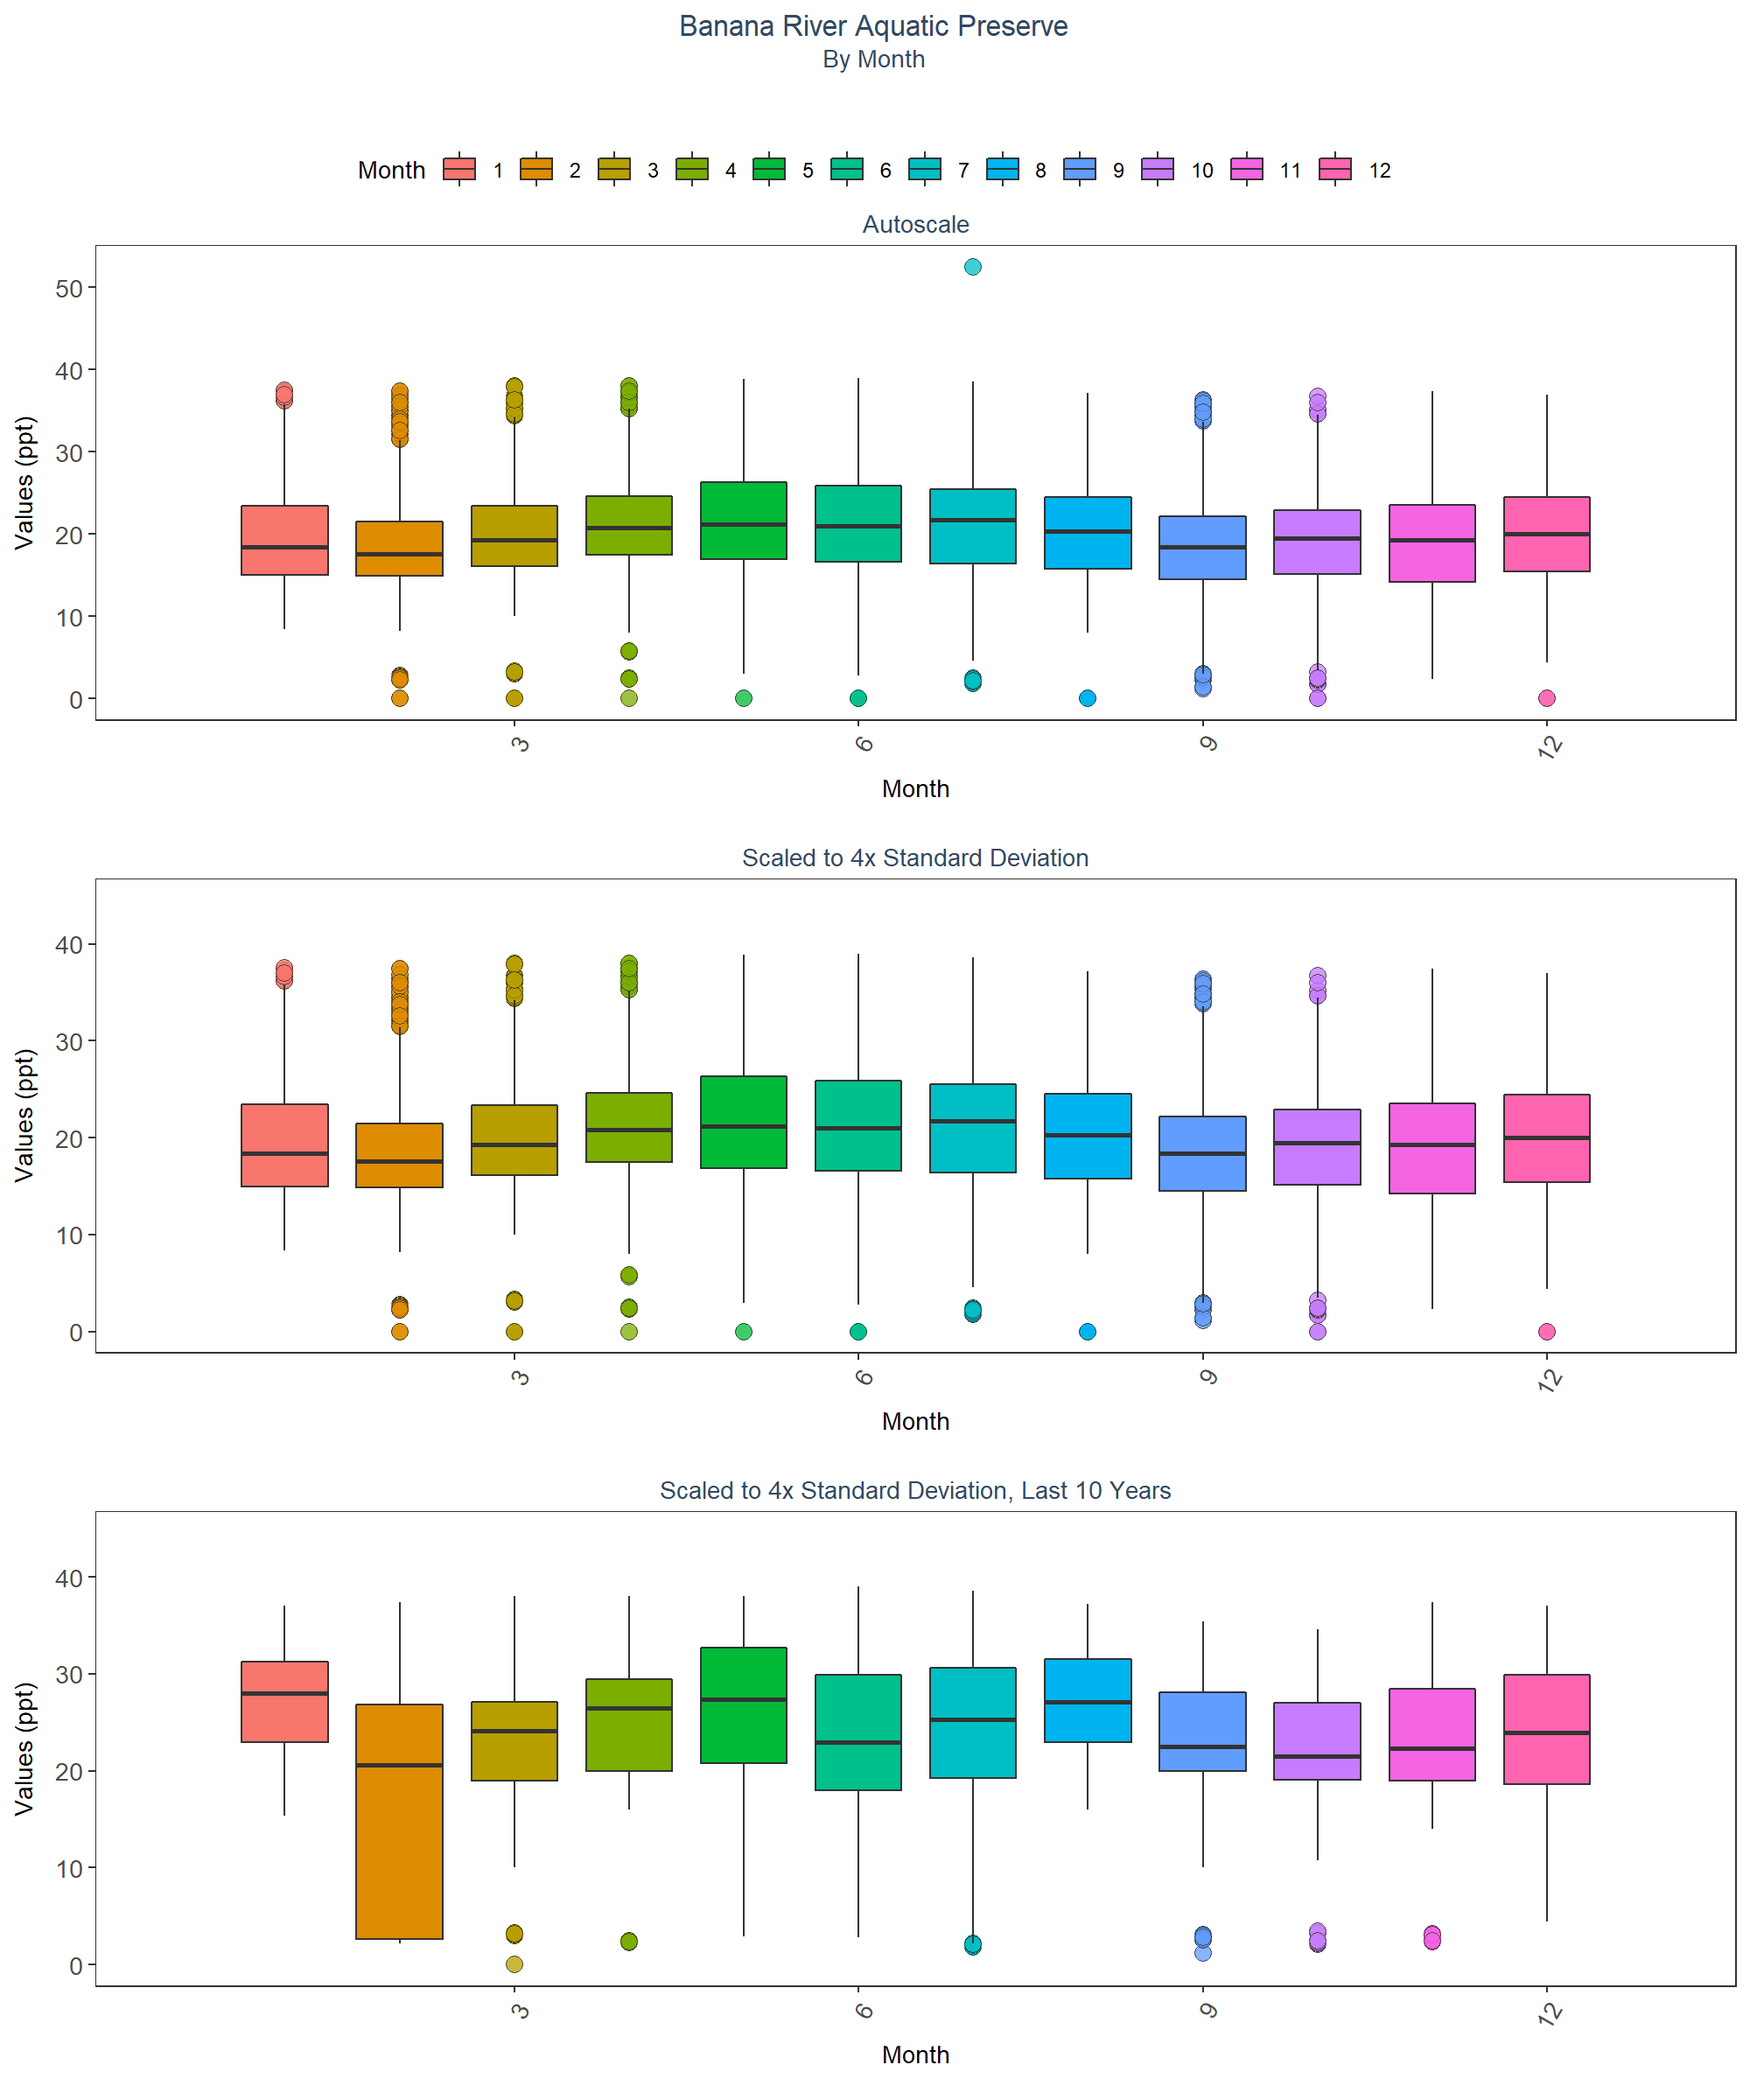 Banana River Aquatic Preserve
By Month
Month 1 2 3 4 5 6 7 8 9 10 11 12
Autoscale
Values (ppt)
50
40
30
20
10
0
3 6 9 12
Month
Scaled to 4x Standard Deviation
Values (ppt)
40
30
20
10
0
3 6 9 12
Month
Scaled to 4x Standard Deviation, Last 10 Years
Values (ppt)
40
30
20
10
0
3 6 9 12
Month